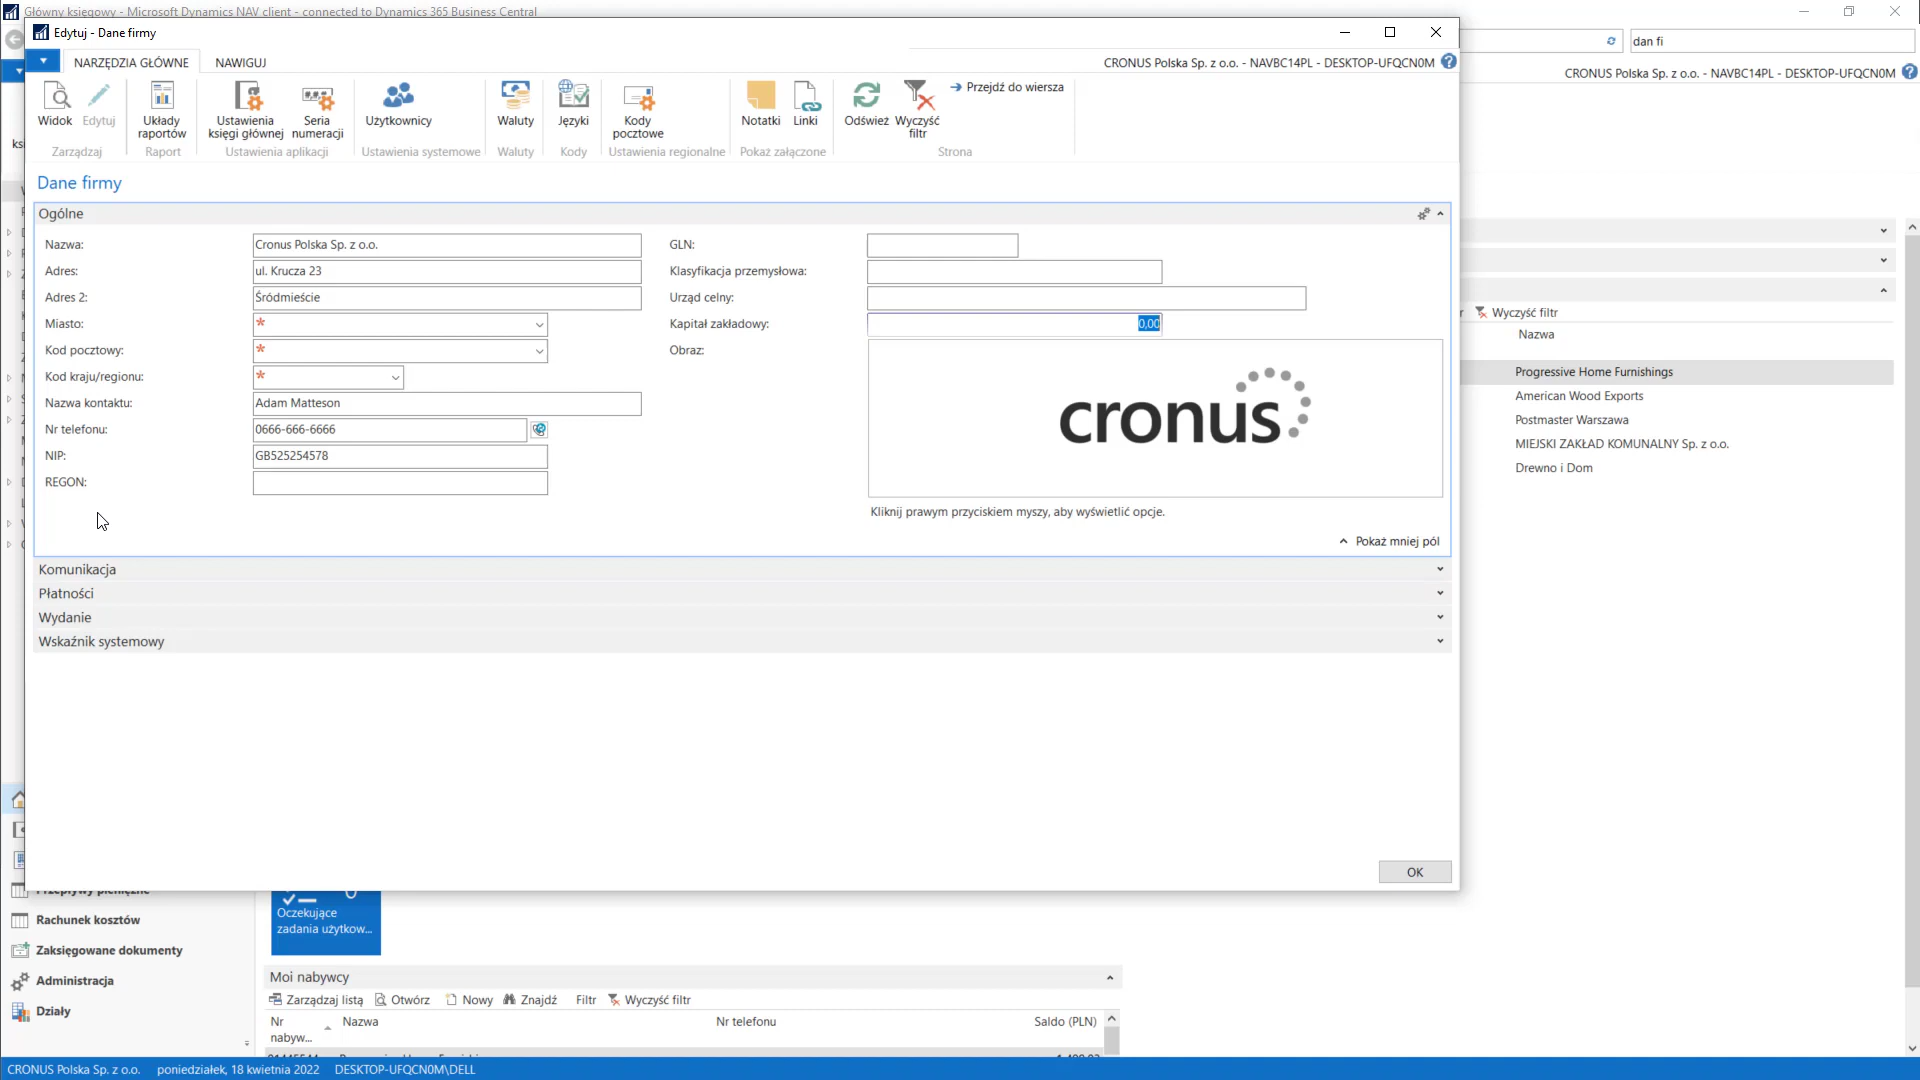 Główny księgowy - Microsoft Dynamics NAV client - connected to Dynamics 365 Business Central
Edytuj - Dane firmy
dan fi
NARZĘDZIA GŁÓWNE
NAWIGUJ
CRONUS Polska Sp. z o.o. - NAVBC14PL - DESKTOP-UFQCN0M
CRONUS Polska Sp. z o.o. - NAVBC14PL - DESKTOP-UFQCN0M
Widok
Edytuj
Układy raportów
Ustawienia księgi głównej
Seria numeracji
Użytkownicy
Waluty
Języki
Kody pocztowe
Notatki
Linki
Odśwież
Wyczyść filtr
Przejdź do wiersza
Zarządzaj
Raport
Ustawienia aplikacji
Ustawienia systemowe
Waluty
Kody
Ustawienia regionalne
Pokaż załączone
Strona
Dane firmy
Ogólne
Nazwa: Cronus Polska Sp. z o.o.
Adres: ul. Krucza 23
Adres 2: Śródmieście
Miasto: *
Kod pocztowy: *
Kod kraju/regionu: *
Nazwa kontaktu: Adam Matteson
Nr telefonu: 0666-666-6666
NIP: GB525254578
REGON:
GLN:
Klasyfikacja przemysłowa:
Urząd celny:
Kapitał zakładowy: 0,00
Obraz:
cronus
Kliknij prawym przyciskiem myszy, aby wyświetlić opcje.
Pokaż mniej pól
Komunikacja
Płatności
Wydanie
Wskaźnik systemowy
OK
Wyczyść filtr
Nazwa
Progressive Home Furnishings
American Wood Exports
Postmaster Warszawa
MIEJSKI ZAKŁAD KOMUNALNY Sp. z o.o.
Drewno i Dom
Rachunek kosztów
Zaksięgowane dokumenty
Administracja
Działy
Oczekujące
zadania użytkow...
Moi nabywcy
Zarządzaj listą
Otwórz
Nowy
Znajdź
Filtr
Wyczyść filtr
Nr nabyw...
Nazwa
Nr telefonu
Saldo (PLN)
CRONUS Polska Sp. z o.o.
poniedziałek, 18 kwietnia 2022
DESKTOP-UFQCN0M\DELL